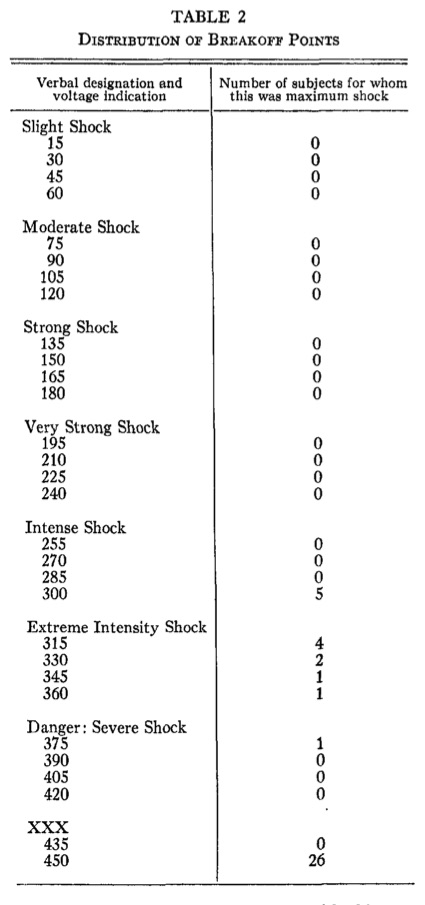 TABLE 2
DISTRIBUTION OF BREAKOFF POINTS
Verbal designation and voltage indication | Number of subjects for whom this was maximum shock
Slight Shock
15 0
30 0
45 0
60 0
Moderate Shock
75 0
90 0
105 0
120 0
Strong Shock
135 0
150 0
165 0
180 0
Very Strong Shock
195 0
210 0
225 0
240 0
Intense Shock
255 0
270 0
285 0
300 5
Extreme Intensity Shock
315 4
330 2
345 1
360 1
Danger: Severe Shock
375 1
390 0
405 0
420 0
XXX
435 0
450 26